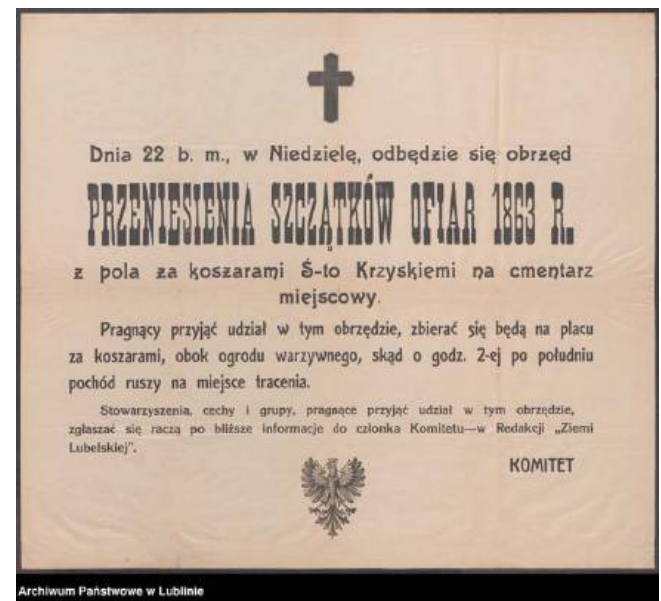 Dnia 22 b. m., w Niedzielę, odbędzie się obrzęd
PRZENIESIENIA SZCZĄTKÓW OFIAR 1863 R.
z pola za koszarami Ś-to Krzyskiemi na cmentarz
miejscowy.
Pragnący przyjąć udział w tym obrzędzie, zbierać się będą na placu
za koszarami, obok ogrodu warzywnego, skąd o godz. 2-ej po południu
pochód ruszy na miejsce tracenia.
Stowarzyszenia, cechy i grupy, pragnące przyjąć udział w tym obrzędzie,
zgłaszać się raczą po bliższe informacje do członka Komitetu—w Redakcji „Ziemi
Lubelskiej".
KOMITET
Archiwum Państwowe w Lublinie